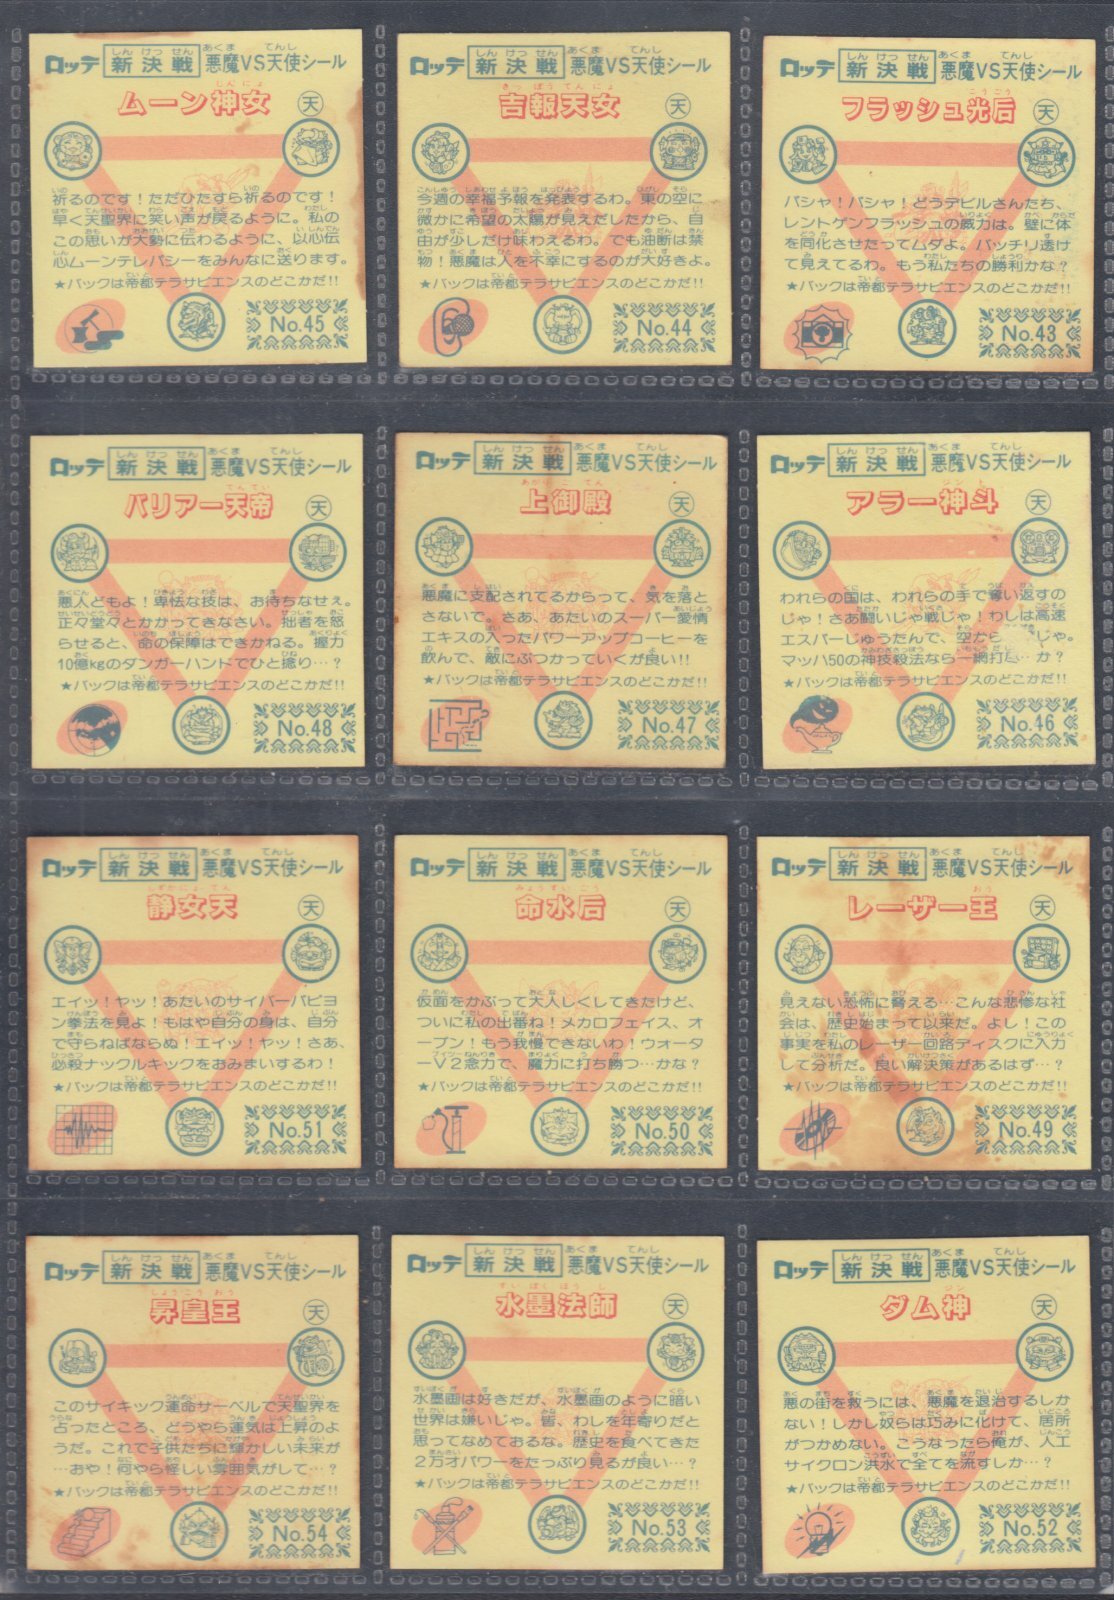 ロッテ 新決戦 悪魔VS天使シール
ムーン神女 天
祈るのです!ただひたすら祈るのです!
早く天聖界に笑い声が戻るように。私の
この思いが大勢に伝わるように、以心伝
心ムーンテレパシーをみんなに送ります。
★バックは帝都テラサピエンスのどこかだ!!
No.45
ロッテ 新決戦 悪魔VS天使シール
吉報天女 天
今週の幸福予報を発表するわ。東の空に
微かに希望の太陽が見えだしたから、自
由が少しだけ味わえるわ。でも油断は禁
物!悪魔は人を不幸にするのが大好きよ。
★バックは帝都テラサピエンスのどこかだ!!
No.44
ロッテ 新決戦 悪魔VS天使シール
フラッシュ光后 天
バシャ!バシャ!どうデビルさんたち、
レントゲンフラッシュの威力は。壁に体
を同化させたってムダよ。バッチリ透け
て見えてるわ。もう私たちの勝利かな?
★バックは帝都テラサピエンスのどこかだ!!
No.43
ロッテ 新決戦 悪魔VS天使シール
バリアー天帝 天
悪人どもよ!卑怯な技は、お待ちなせぇ。
正々堂々とかかってきなさい。拙者を怒
らせると、命の保障はできかねる。握力
10億kgのダンガーハンドでひと捻り…?
★バックは帝都テラサピエンスのどこかだ!!
No.48
ロッテ 新決戦 悪魔VS天使シール
上御殿 天
悪魔に支配されてるからって、気を落と
さないで。さあ、あたいのスーパー愛情
エキスの入ったパワーアップコーヒーを
飲んで、敵にぶつかっていくが良い!!
★バックは帝都テラサピエンスのどこかだ!!
No.47
ロッテ 新決戦 悪魔VS天使シール
アラー神斗 天
われらの国は、われらの手で奪い返すの
じゃ!さあ闘いじゃ戦じゃ!わしは高速
エスパーじゅうたんで、空から じゃ。
マッハ50の神技殺法なら一網打 …か?
★バックは帝都テラサピエンスのどこかだ!!
No.46
ロッテ 新決戦 悪魔VS天使シール
静女天 天
エイッ!ヤッ!あたいのサイバーパピヨ
ン拳法を見よ!もはや自分の身は、自分
で守らねばならぬ!エイッ!ヤッ!さあ、
必殺ナックルキックをおみまいするわ!
★バックは帝都テラサピエンスのどこかだ!!
No.51
ロッテ 新決戦 悪魔VS天使シール
命水后 天
仮面をかぶって大人しくしてきたけど、
ついに私の出番ね!メカロフェイス、オ
ープン!もう我慢できないわ!ウォータ
ーV2念力で、魔力に打ち勝つ…かな?
★バックは帝都テラサピエンスのどこかだ!!
No.50
ロッテ 新決戦 悪魔VS天使シール
レーザー王 天
見えない恐怖に脅える…こんな悲惨な社
会は、歴史始まって以来だ。よし!この
事実を私のレーザー回路ディスクに入力
して分析だ。良い解決策があるはず…?
★バックは帝都テラサピエンスのどこかだ!!
No.49
ロッテ 新決戦 悪魔VS天使シール
昇皇王 天
このサイキック運命サーベルで天聖界を
占ったところ、どうやら運気は上昇のよ
うだ。これで子供たちに輝かしい未来が
…おや!何やら怪しい雰囲気がして…?
★バックは帝都テラサピエンスのどこかだ!!
No.54
ロッテ 新決戦 悪魔VS天使シール
水墨法師 天
水墨画は好きだが、水墨画のように暗い
世界は嫌いじゃ。皆、わしを年寄りだと
思ってなめておるな。歴史を食べてきた
2万才パワーをたっぷり見るが良い…?
★バックは帝都テラサピエンスのどこかだ!!
No.53
ロッテ 新決戦 悪魔VS天使シール
ダム神 天
悪の街を救うには、悪魔を退治するしか
ない!しかし奴らは巧みに化けて、居所
がつかめない。こうなったら俺が、人工
サイクロン洪水で全てを流すしか…?
★バックは帝都テラサピエンスのどこかだ!!
No.52